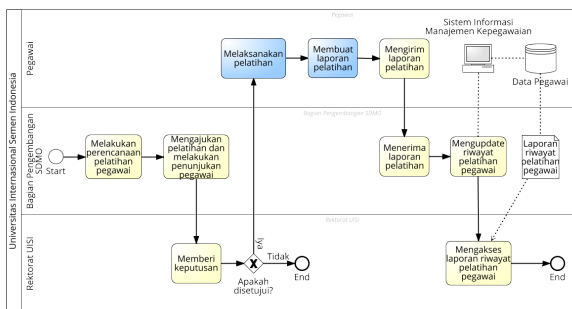 Universitas Internasional Semen Indonesia
Pegawai
Pegawai
Melaksanakan
pelatihan
Membuat
laporan
pelatihan
Mengirim
laporan
pelatihan
Sistem Informasi
Manajemen Kepegawaian
Data Pegawai
Bagian Pengembangan
SDMO
Bagian Pengembangan SDMO
Start
Melakukan
perencanaan
pelatihan
pegawai
Mengajukan
pelatihan dan
melakukan
penunjukan
pegawai
Menerima
laporan
pelatihan
Mengupdate
riwayat
pelatihan
pegawai
Laporan
riwayat
pelatihan
pegawai
Rektorat UISI
Rektorat UISI
Memberi
keputusan
Iya
Tidak
Apakah
disetujui?
End
Mengakses
laporan riwayat
pelatihan
pegawai
End